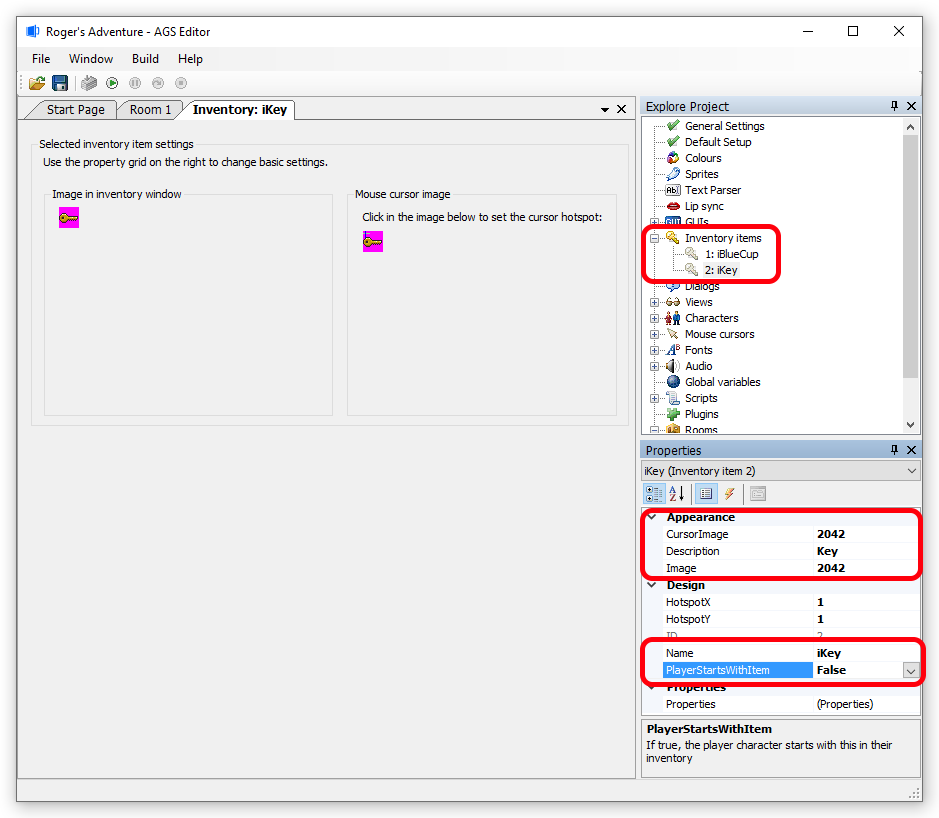 Roger's Adventure - AGS Editor
File Window Build Help
Start Page Room 1 Inventory: iKey
Selected inventory item settings
Use the property grid on the right to change basic settings.
Image in inventory window
Mouse cursor image
Click in the image below to set the cursor hotspot:
Explore Project
General Settings
Default Setup
Colours
Sprites
Ab Text Parser
Lip sync
GUI GUIs
Inventory items
1: iBlueCup
2: iKey
Dialogs
Views
Characters
Mouse cursors
Fonts
Audio
Global variables
Scripts
Plugins
Rooms
Properties
iKey (Inventory item 2)
Appearance
CursorImage 2042
Description Key
Image 2042
Design
HotspotX 1
HotspotY 1
ID 2
Name iKey
PlayerStartsWithItem False
Properties
Properties (Properties)
PlayerStartsWithItem
If true, the player character starts with this in their
inventory